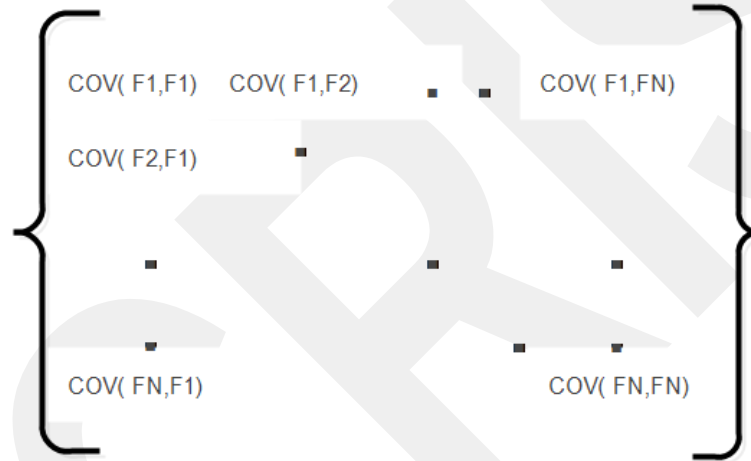 COV( F1,F1) COV( F1,F2) COV( F1,FN)
COV( F2,F1)
COV( FN,F1) COV( FN,FN)